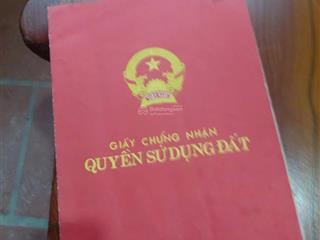 GIẤY CHỨNG NHẬN
QUYỀN SỬ DỤNG ĐẤT